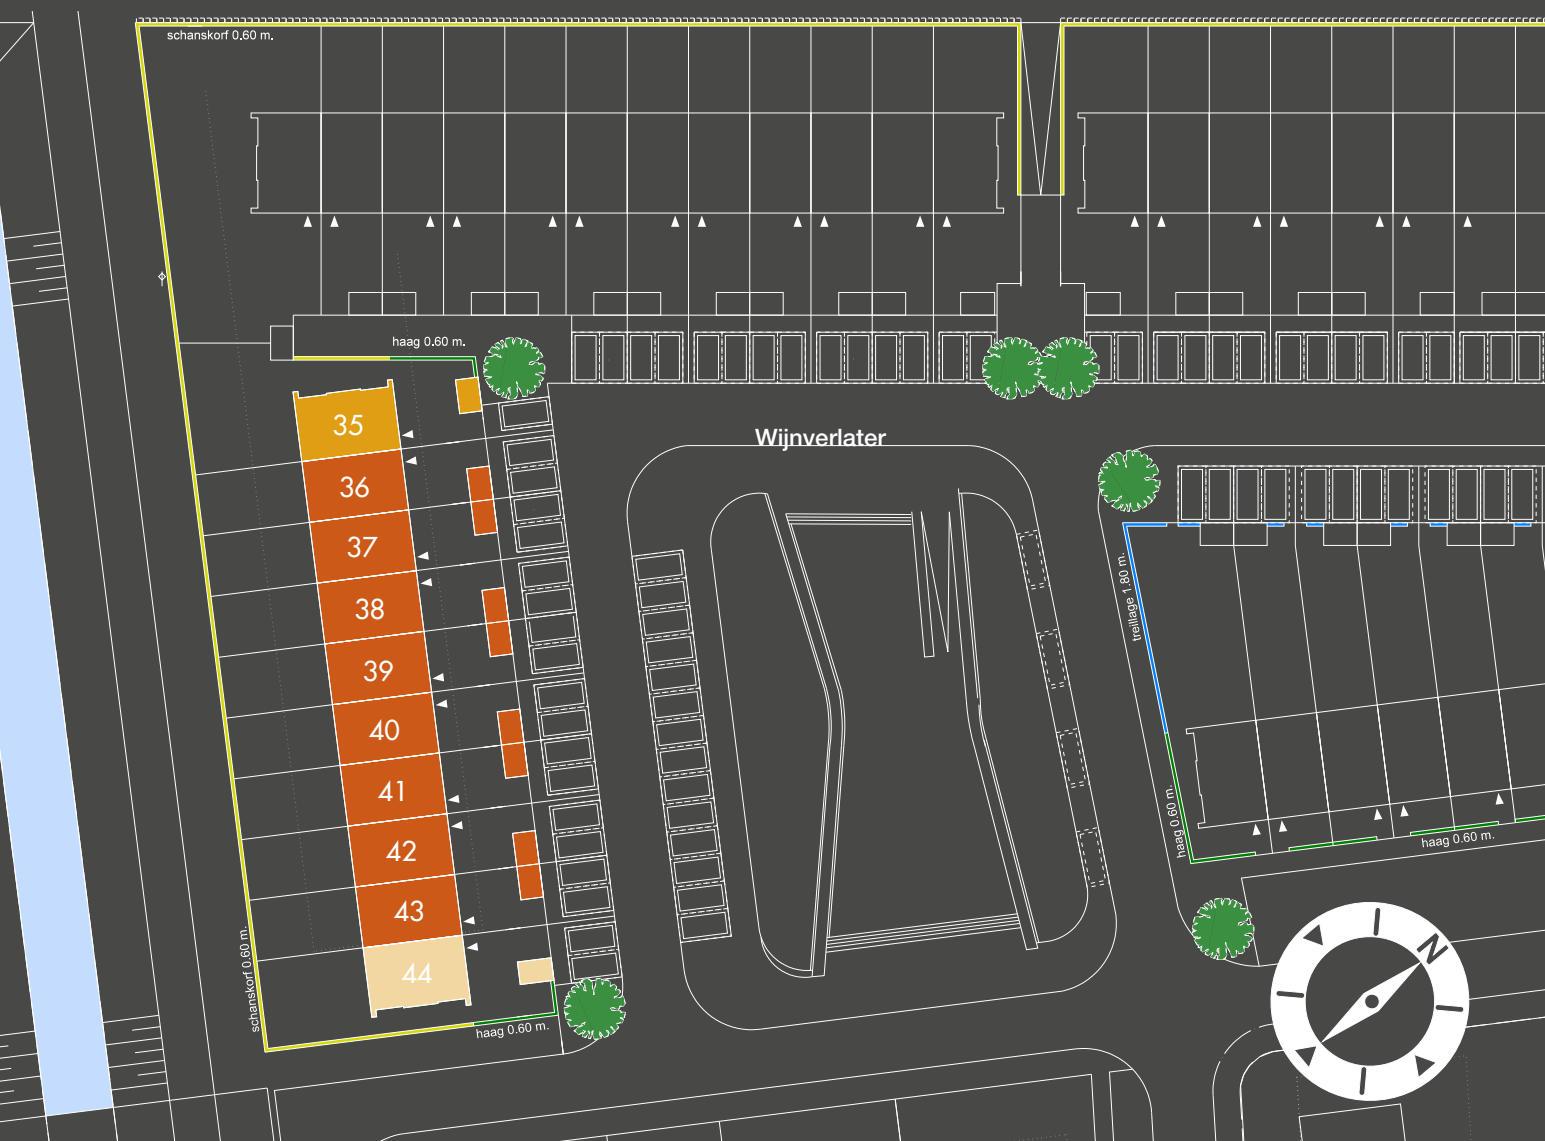 schanskorf 0.60 m.
haag 0.60 m.
Wijnverlater
35
36
37
38
39
40
41
42
43
44
treillage 1.80 m.
haag 0.60 m.
haag 0.60 m.
schanskorf 0.60 m.
haag 0.60 m.
N